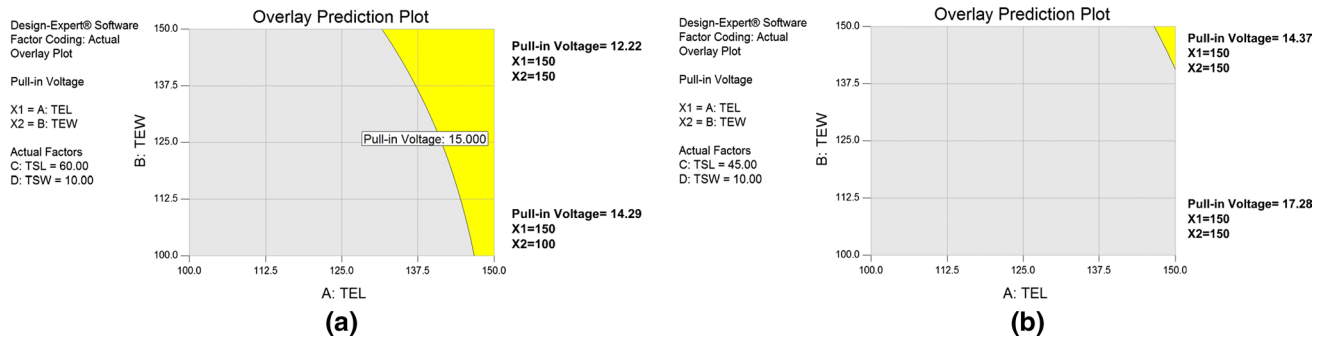 Design-Expert® Software
Factor Coding: Actual
Overlay Plot
Pull-in Voltage
X1 = A: TEL
X2 = B: TEW
Actual Factors
C: TSL = 60.00
D: TSW = 10.00
Overlay Prediction Plot
B: TEW
150.0
137.5
125.0
112.5
100.0
Pull-in Voltage: 15.000
100.0 112.5 125.0 137.5 150.0
A: TEL
Pull-in Voltage= 12.22
X1=150
X2=150
Pull-in Voltage= 14.29
X1=150
X2=100
(a)
Design-Expert® Software
Factor Coding: Actual
Overlay Plot
Pull-in Voltage
X1 = A: TEL
X2 = B: TEW
Actual Factors
C: TSL = 45.00
D: TSW = 10.00
Overlay Prediction Plot
B: TEW
150.0
137.5
125.0
112.5
100.0
100.0 112.5 125.0 137.5 150.0
A: TEL
Pull-in Voltage= 14.37
X1=150
X2=150
Pull-in Voltage= 17.28
X1=150
X2=150
(b)